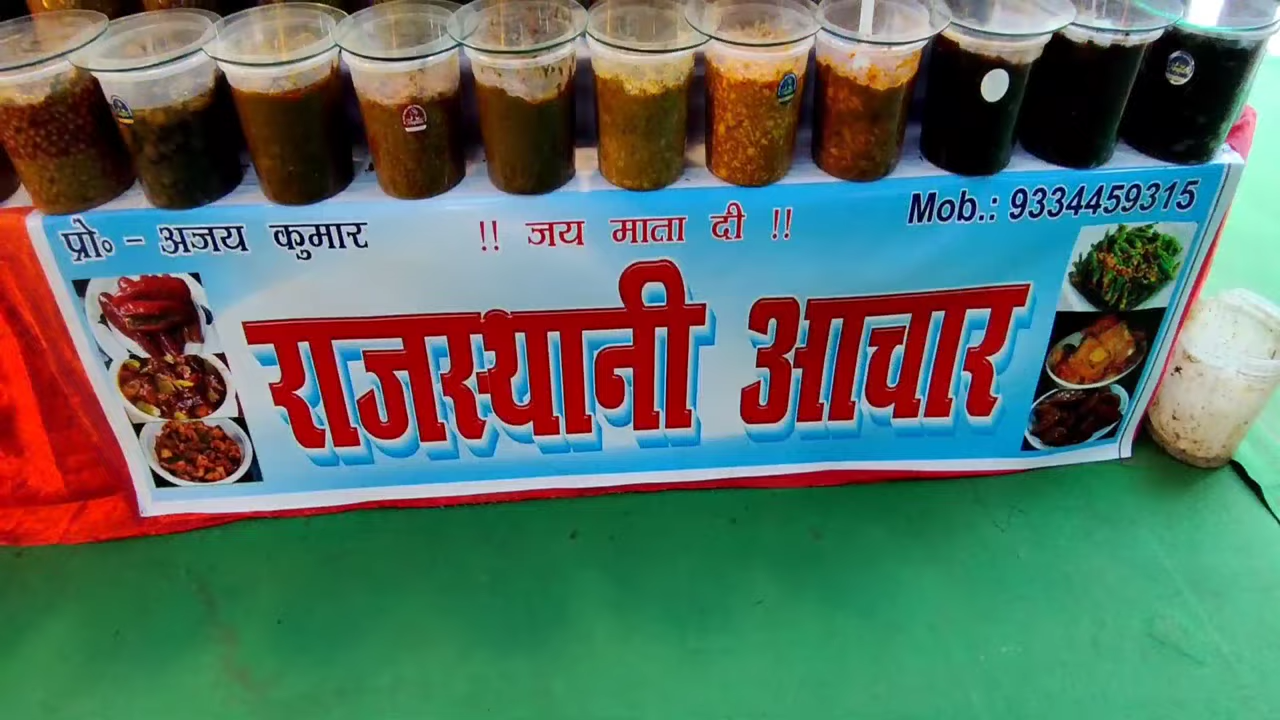 प्रो॰ - अजय कुमार !! जय माता दी !! Mob.: 9334459315
राजस्थानी आचार